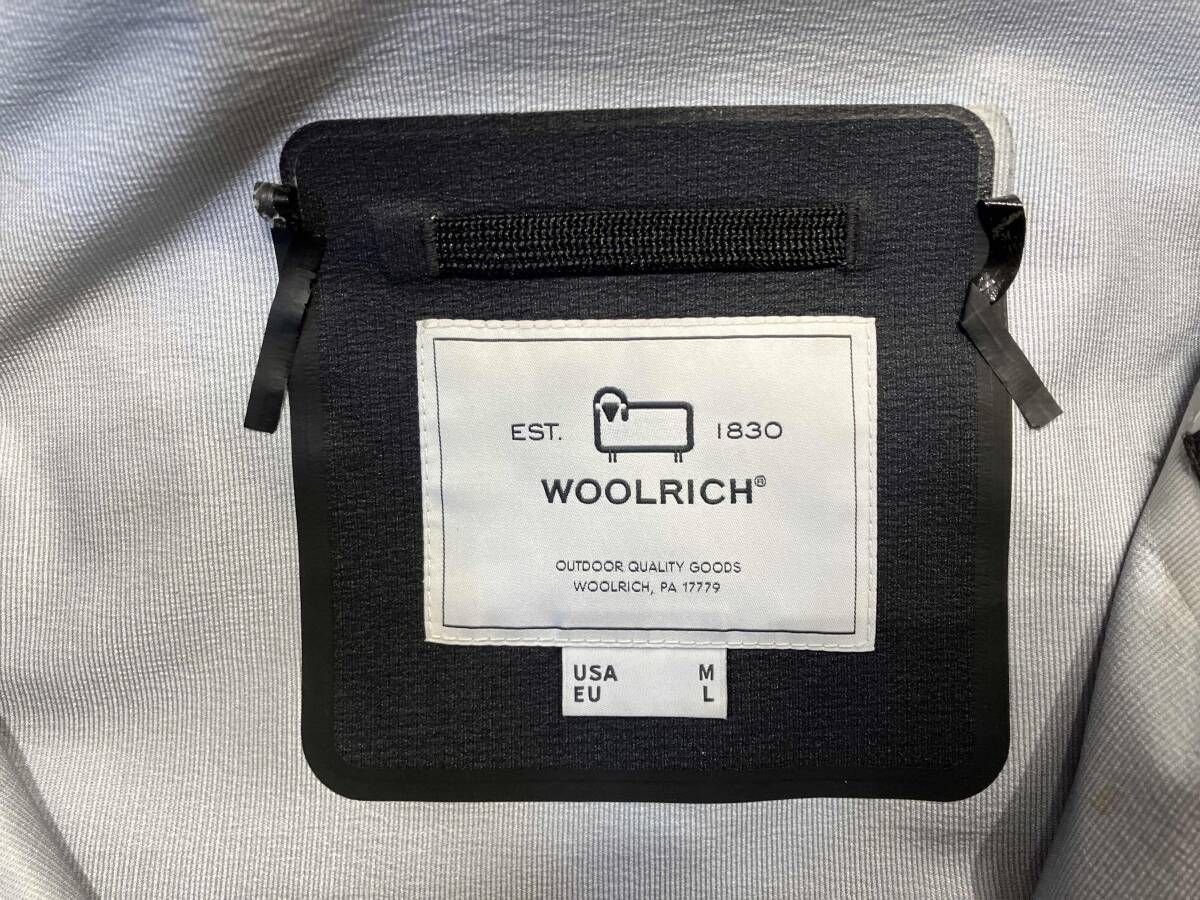 EST. 1830
WOOLRICH®
OUTDOOR QUALITY GOODS
WOOLRICH, PA 17779
USA M
EU L